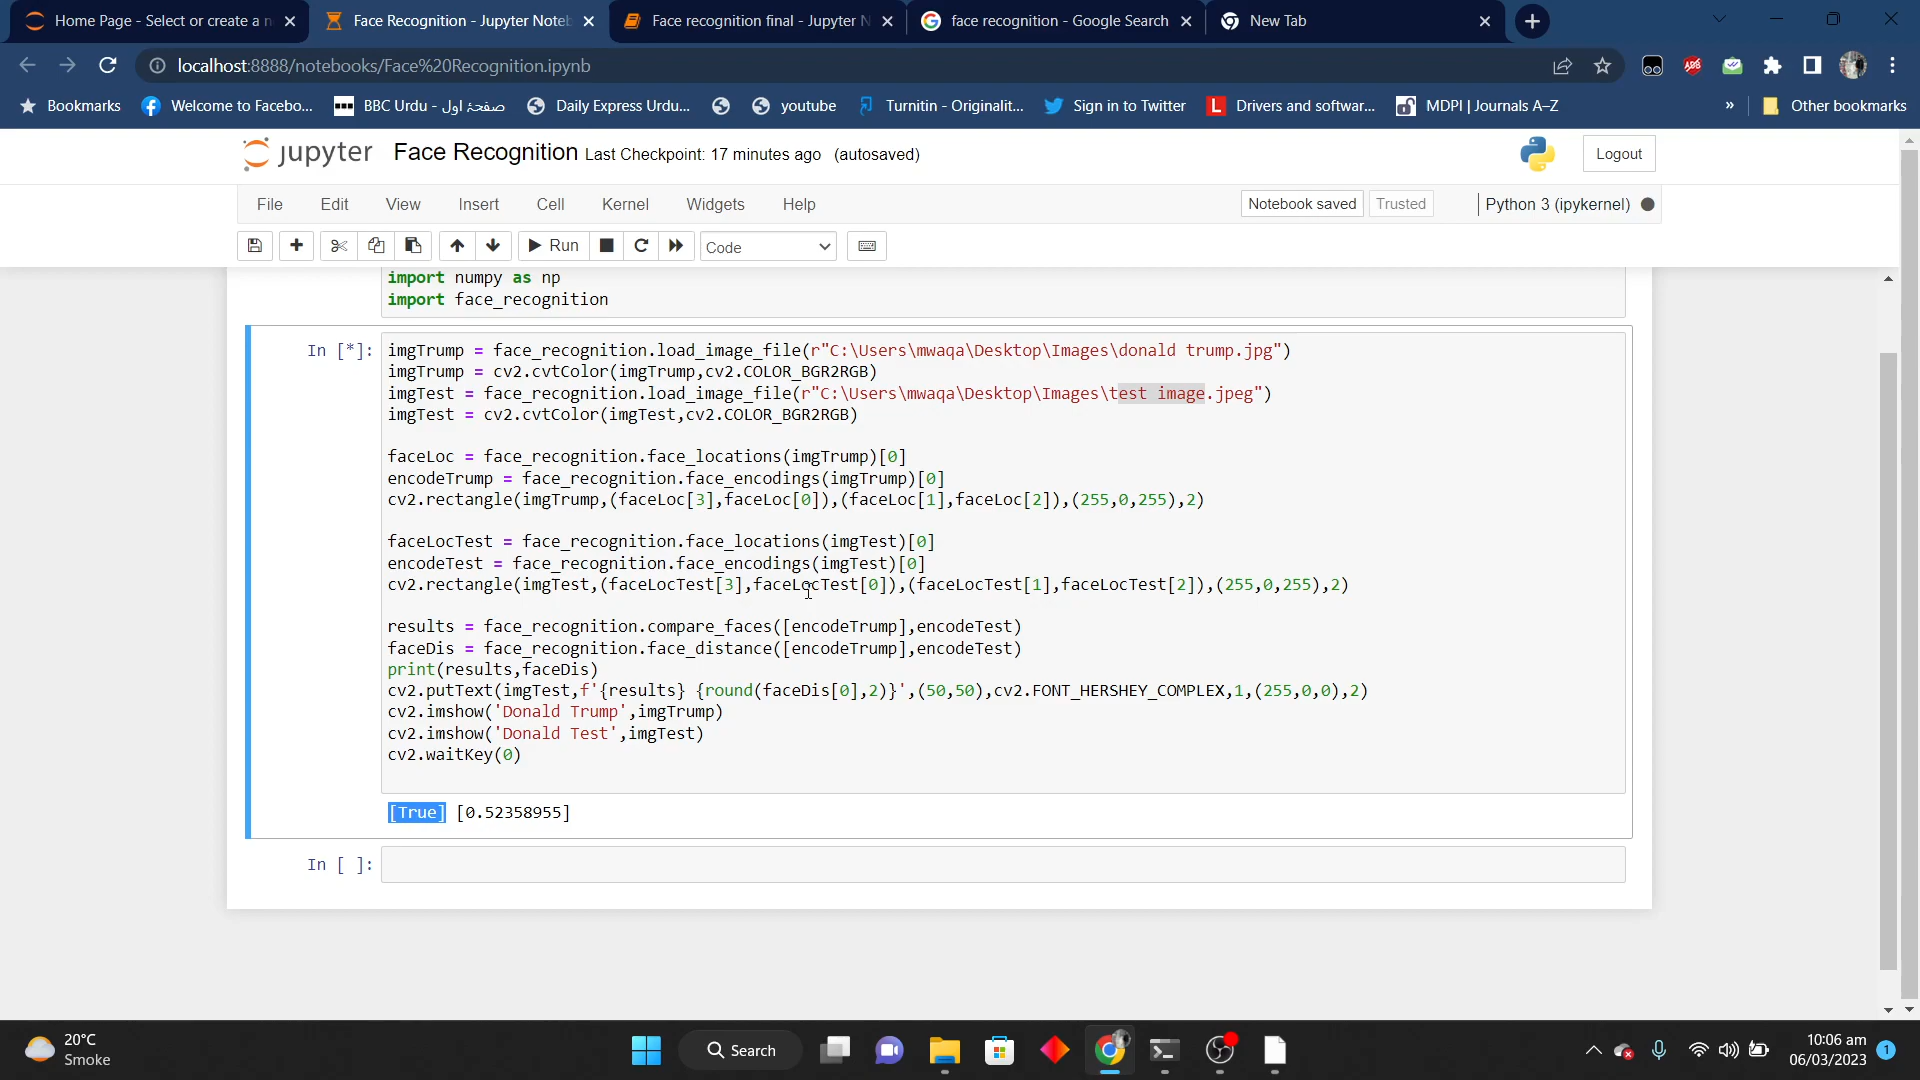 Home Page - Select or create a n
Face Recognition - Jupyter Noteb
Face recognition final - Jupyter N
face recognition - Google Search
New Tab
localhost:8888/notebooks/Face%20Recognition.ipynb
ABP
Bookmarks
Welcome to Facebo...
BBC Urdu - صفحۂ اول
Daily Express Urdu...
youtube
Turnitin - Originalit...
Sign in to Twitter
Drivers and softwar...
MDPI | Journals A–Z
»
Other bookmarks
jupyter Face Recognition Last Checkpoint: 17 minutes ago (autosaved)
Logout
File Edit View Insert Cell Kernel Widgets Help
Notebook saved Trusted Python 3 (ipykernel)
Run Code
import numpy as np
import face_recognition
In [*]: imgTrump = face_recognition.load_image_file(r"C:\Users\mwaqa\Desktop\Images\donald trump.jpg")
imgTrump = cv2.cvtColor(imgTrump,cv2.COLOR_BGR2RGB)
imgTest = face_recognition.load_image_file(r"C:\Users\mwaqa\Desktop\Images\test image.jpeg")
imgTest = cv2.cvtColor(imgTest,cv2.COLOR_BGR2RGB)
faceLoc = face_recognition.face_locations(imgTrump)[0]
encodeTrump = face_recognition.face_encodings(imgTrump)[0]
cv2.rectangle(imgTrump,(faceLoc[3],faceLoc[0]),(faceLoc[1],faceLoc[2]),(255,0,255),2)
faceLocTest = face_recognition.face_locations(imgTest)[0]
encodeTest = face_recognition.face_encodings(imgTest)[0]
cv2.rectangle(imgTest,(faceLocTest[3],faceLocTest[0]),(faceLocTest[1],faceLocTest[2]),(255,0,255),2)
results = face_recognition.compare_faces([encodeTrump],encodeTest)
faceDis = face_recognition.face_distance([encodeTrump],encodeTest)
print(results,faceDis)
cv2.putText(imgTest,f'{results} {round(faceDis[0],2)}',(50,50),cv2.FONT_HERSHEY_COMPLEX,1,(255,0,0),2)
cv2.imshow('Donald Trump',imgTrump)
cv2.imshow('Donald Test',imgTest)
cv2.waitKey(0)
[True] [0.52358955]
In [ ]:
20°C
Smoke
Search
10:06 am
06/03/2023
1